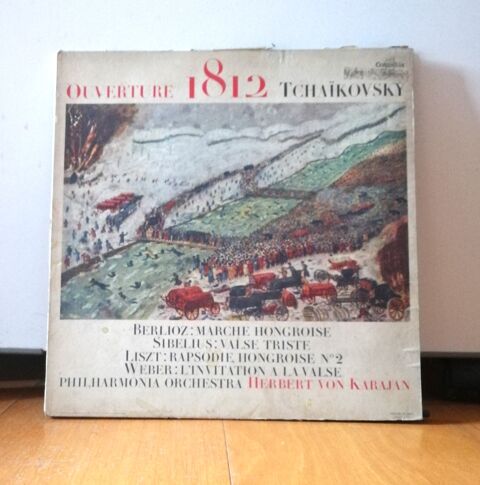 Columbia
OUVERTURE 1812 TCHAÏKOVSKY
BERLIOZ: MARCHE HONGROISE
SIBELIUS: VALSE TRISTE
LISZT: RAPSODIE HONGROISE N°2
WEBER: L'INVITATION A LA VALSE
PHILHARMONIA ORCHESTRA HERBERT VON KARAJAN